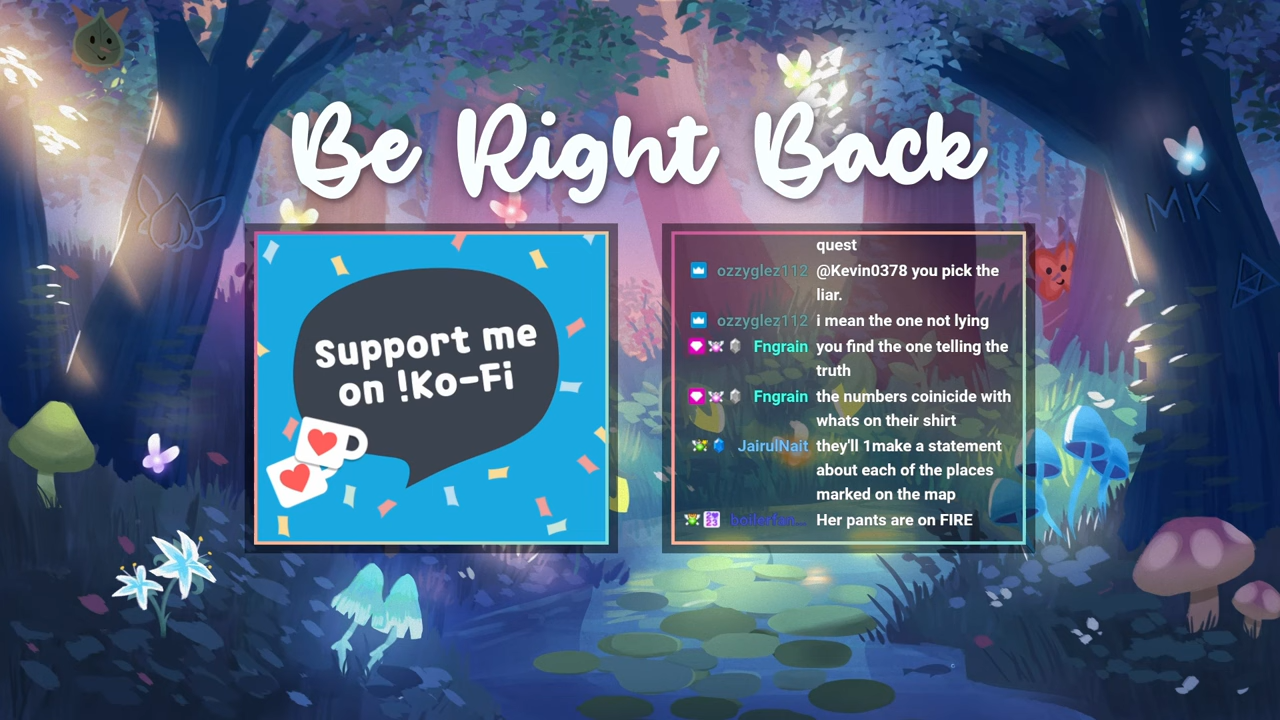 Be Right Back
MK
Support me
on !Ko-Fi
quest
ozzyglez112 @Kevin0378 you pick the
liar.
ozzyglez112 i mean the one not lying
Fngrain you find the one telling the
truth
Fngrain the numbers coinicide with
whats on their shirt
JairulNait they'll 1make a statement
about each of the places
marked on the map
Her pants are on FIRE